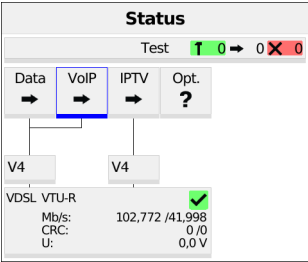 Status
Test 0 0 0
Data VoIP IPTV Opt.
?
V4 V4
VDSL VTU-R
Mb/s: 102,772 /41,998
CRC: 0 /0
U: 0,0 V